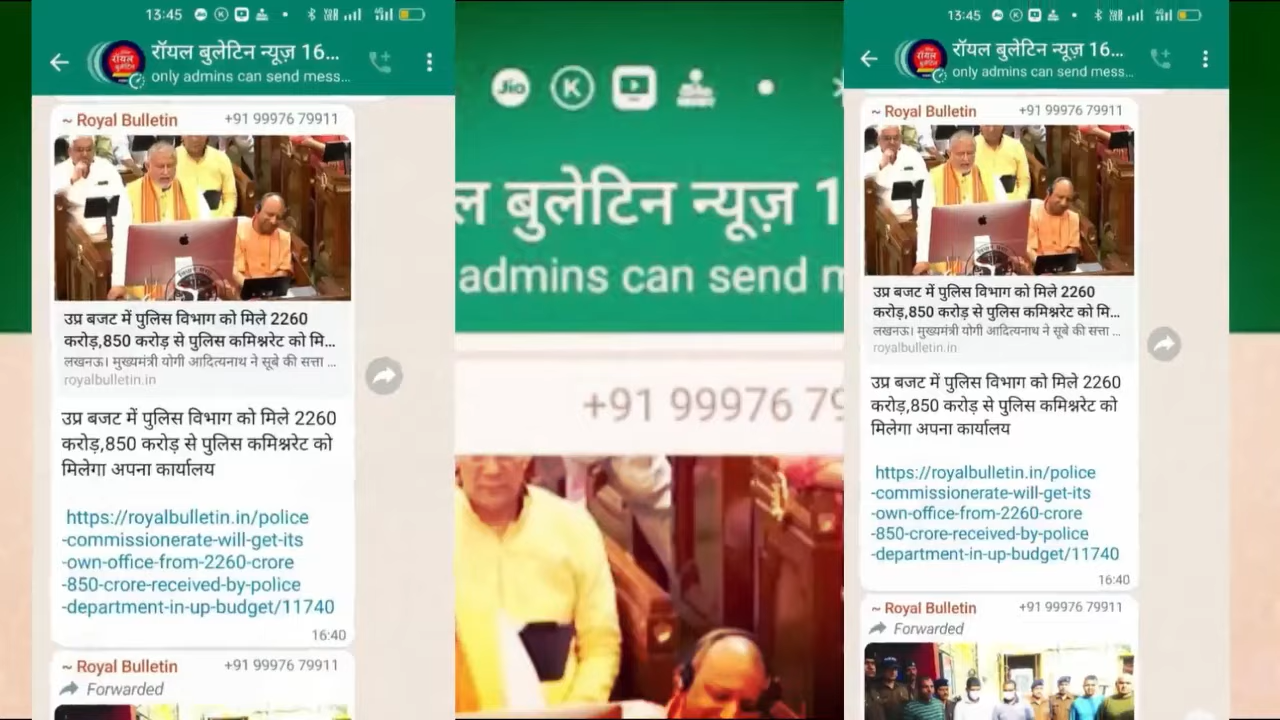 13:45
रॉयल बुलेटिन न्यूज़ 16...
only admins can send mess...
~ Royal Bulletin +91 99976 79911
उप्र बजट में पुलिस विभाग को मिले 2260
करोड़,850 करोड़ से पुलिस कमिश्नरेट को मि...
लखनऊ। मुख्यमंत्री योगी आदित्यनाथ ने सूबे की सत्ता ...
royalbulletin.in
उप्र बजट में पुलिस विभाग को मिले 2260
करोड़,850 करोड़ से पुलिस कमिश्नरेट को
मिलेगा अपना कार्यालय
https://royalbulletin.in/police
-commissionerate-will-get-its
-own-office-from-2260-crore
-850-crore-received-by-police
-department-in-up-budget/11740
16:40
~ Royal Bulletin +91 99976 79911
Forwarded
Jio K
ल बुलेटिन न्यूज़ 1
admins can send m
+91 99976 79
13:45
रॉयल बुलेटिन न्यूज़ 16...
only admins can send mess...
~ Royal Bulletin +91 99976 79911
उप्र बजट में पुलिस विभाग को मिले 2260
करोड़,850 करोड़ से पुलिस कमिश्नरेट को मि...
लखनऊ। मुख्यमंत्री योगी आदित्यनाथ ने सूबे की सत्ता ...
royalbulletin.in
उप्र बजट में पुलिस विभाग को मिले 2260
करोड़,850 करोड़ से पुलिस कमिश्नरेट को
मिलेगा अपना कार्यालय
https://royalbulletin.in/police
-commissionerate-will-get-its
-own-office-from-2260-crore
-850-crore-received-by-police
-department-in-up-budget/11740
16:40
~ Royal Bulletin +91 99976 79911
Forwarded